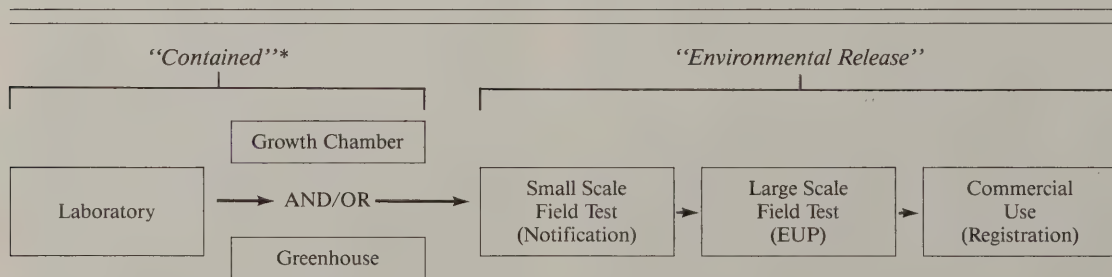 “Contained”*
“Environmental Release”
Growth Chamber
Laboratory
AND/OR
Greenhouse
Small Scale
Field Test
(Notification)
Large Scale
Field Test
(EUP)
Commercial
Use
(Registration)